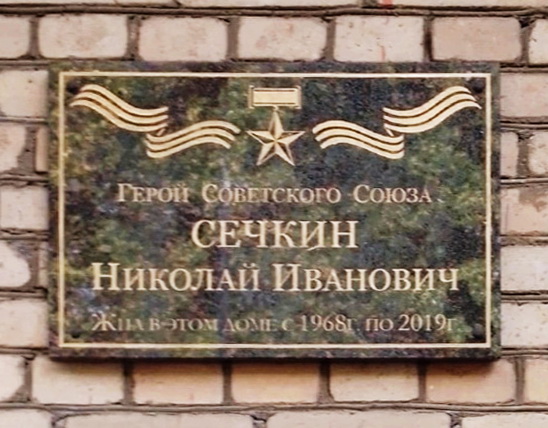 Герой Советского Союза
СЕЧКИН
Николай Иванович
Жил в этом доме с 1968г. по 2019г.